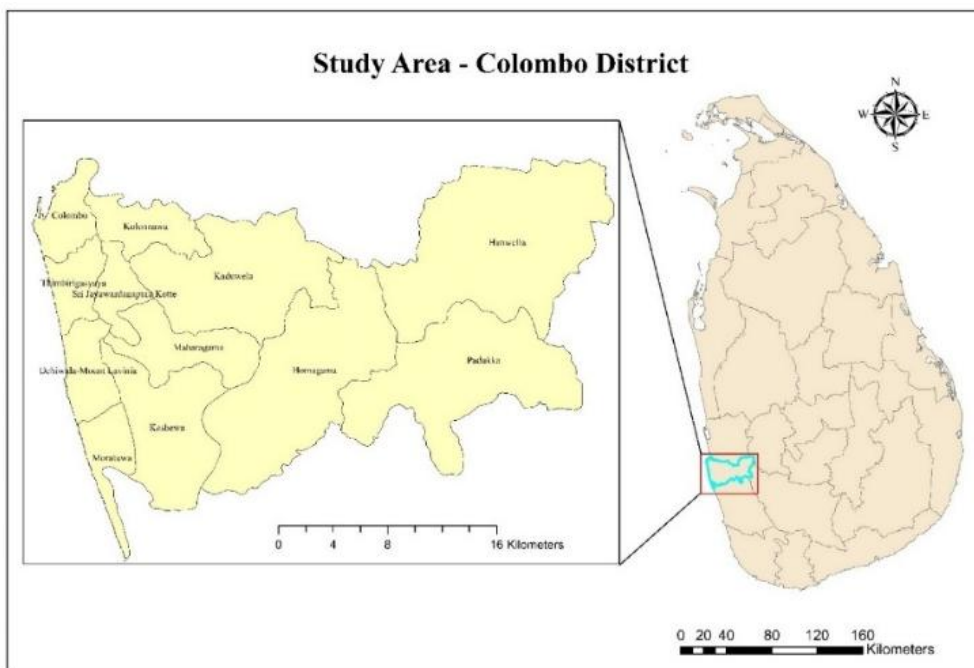 Study Area - Colombo District
N
W
E
S
Colombo
Kolonnawa
Hanwella
Kaduwela
Thimbirigasyaya
Sri Jayawardanapura Kotte
Maharagama
Padukka
Dehiwala-Mount Lavinia
Homagama
Kesbewa
Moratuwa
0 4 8 16 Kilometers
0 20 40 80 120 160
Kilometers